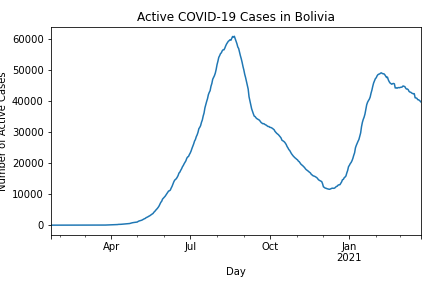 Active COVID-19 Cases in Bolivia
Number of Active Cases
60000
50000
40000
30000
20000
10000
0
Apr
Jul
Oct
Jan
2021
Day